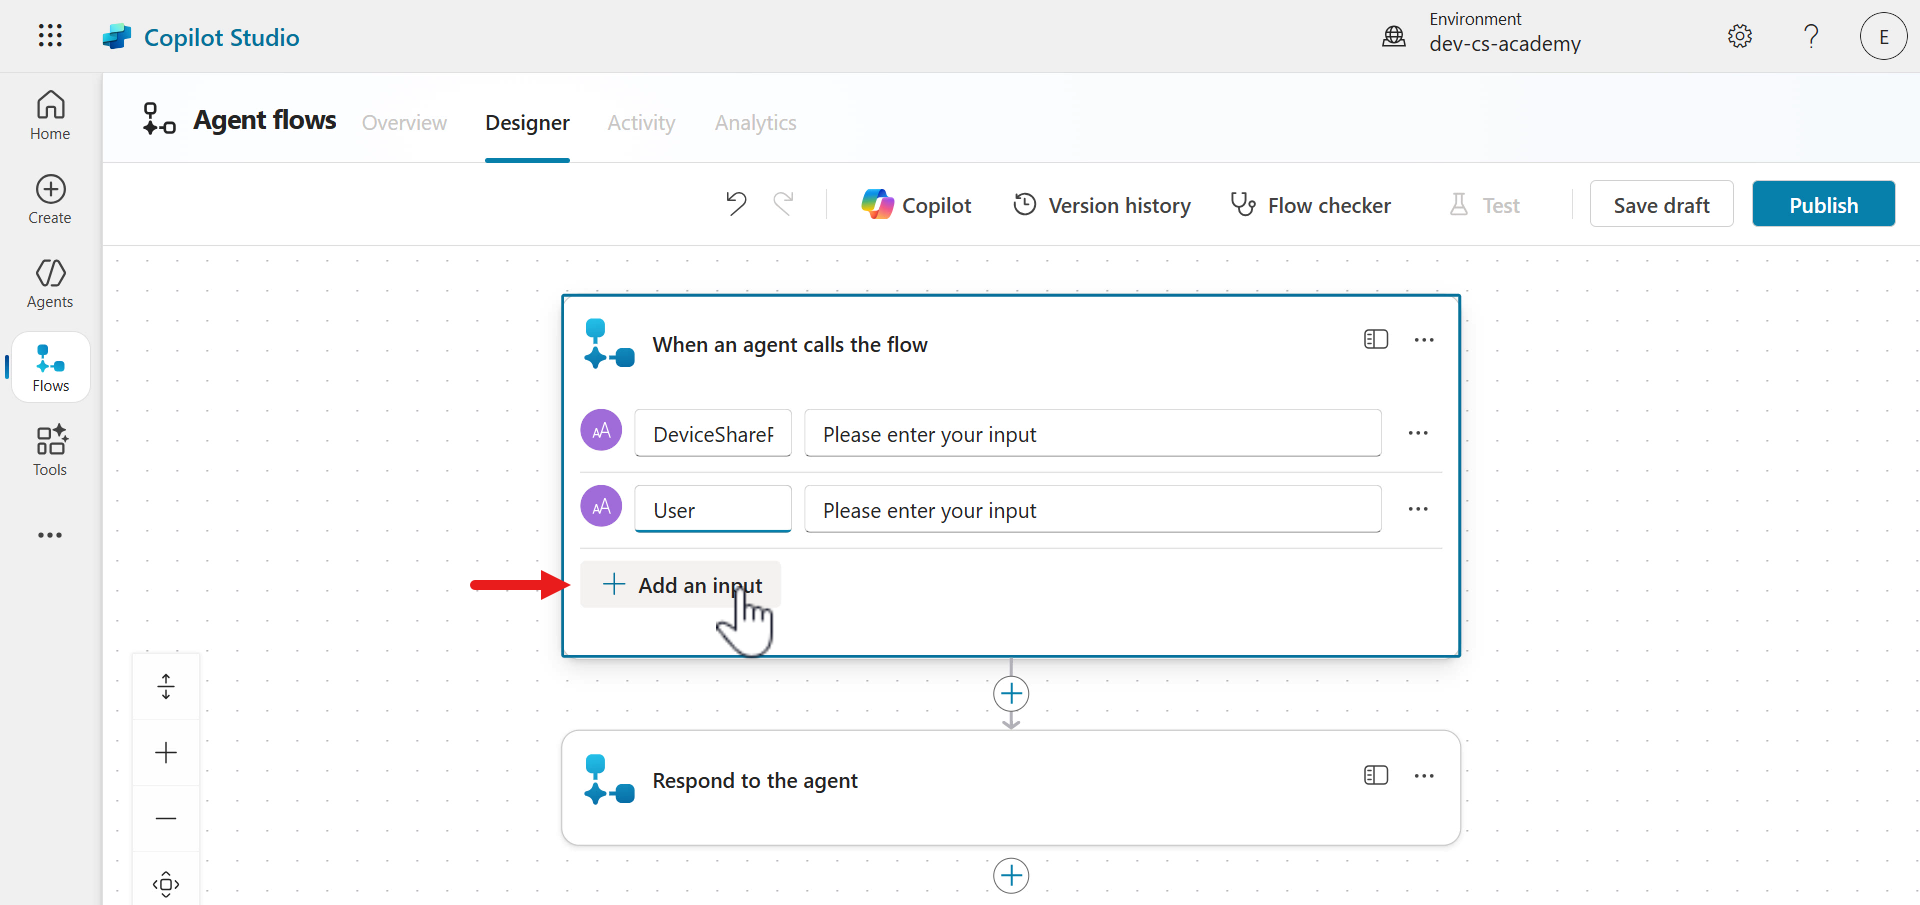 Copilot Studio
Environment
dev-cs-academy
?
E
Home
Create
Agents
Flows
Tools
Agent flows
Overview
Designer
Activity
Analytics
Copilot
Version history
Flow checker
Test
Save draft
Publish
When an agent calls the flow
AA
DeviceShareP
Please enter your input
AA
User
Please enter your input
Add an input
Respond to the agent